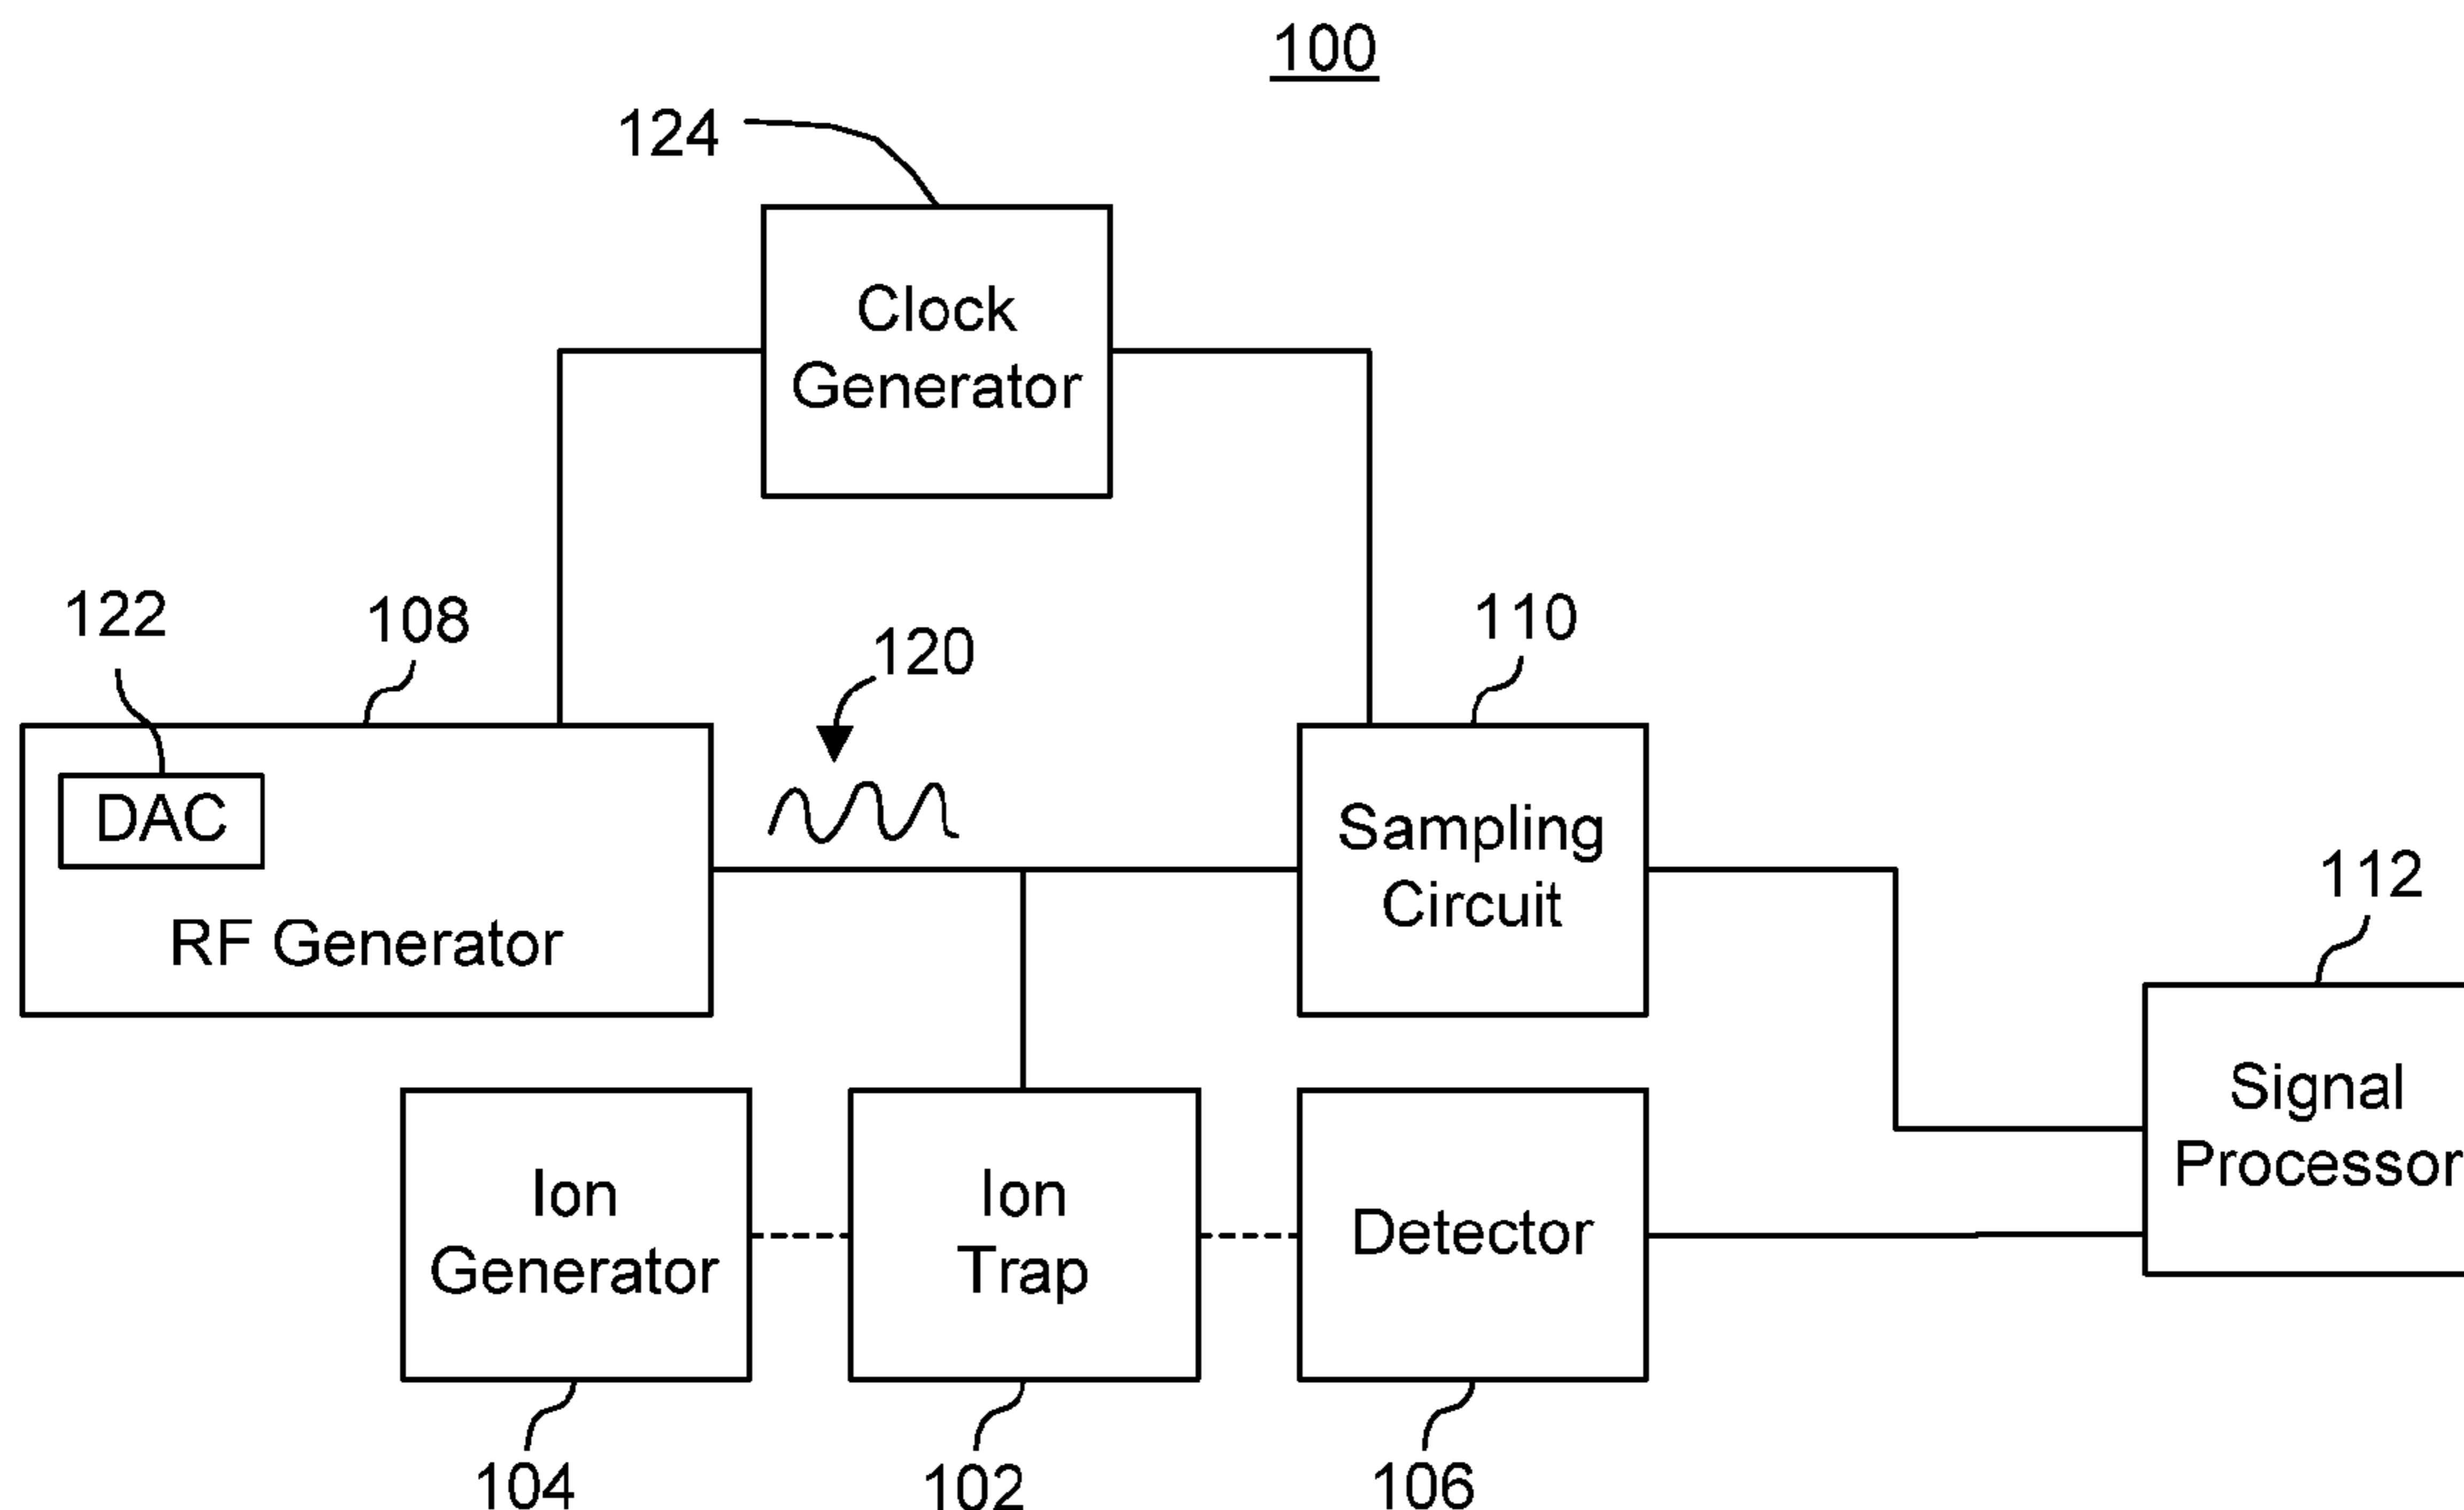 100
124
Clock
Generator
122
108
120
110
DAC
RF Generator
Sampling
Circuit
112
Signal
Processor
Ion
Generator
Ion
Trap
Detector
104
102
106